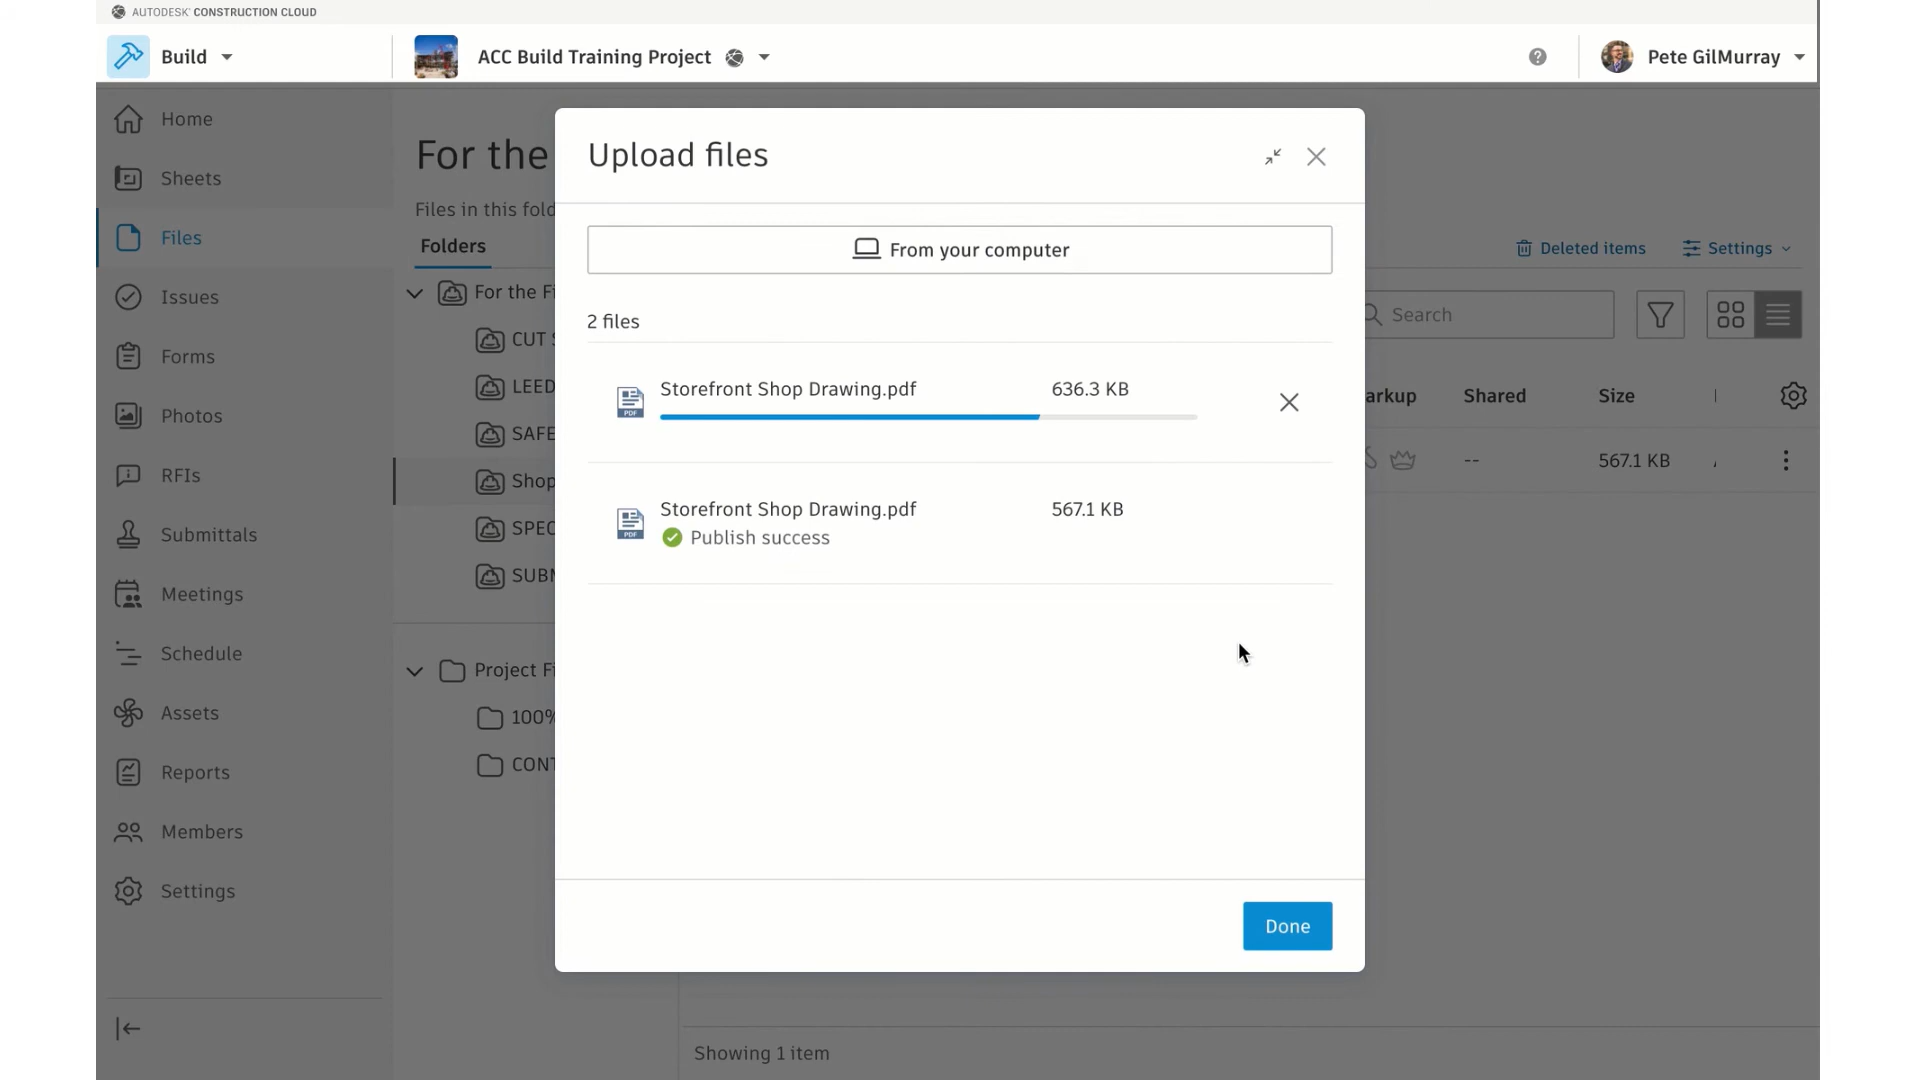 AUTODESK CONSTRUCTION CLOUD
Build
ACC Build Training Project
Pete GilMurray
Home
Sheets
Files
Issues
Forms
Photos
RFIs
Submittals
Meetings
Schedule
Assets
Reports
Members
Settings
For the
Files in this fold
Folders
Deleted items
Settings
For the Fi
CUT S
LEED
SAFE
Shop
SPEC
SUBM
Project Fi
100%
CONT
Search
arkup
Shared
Size
--
567.1 KB
Showing 1 item
Upload files
From your computer
2 files
Storefront Shop Drawing.pdf
636.3 KB
PDF
Storefront Shop Drawing.pdf
567.1 KB
PDF
Publish success
Done